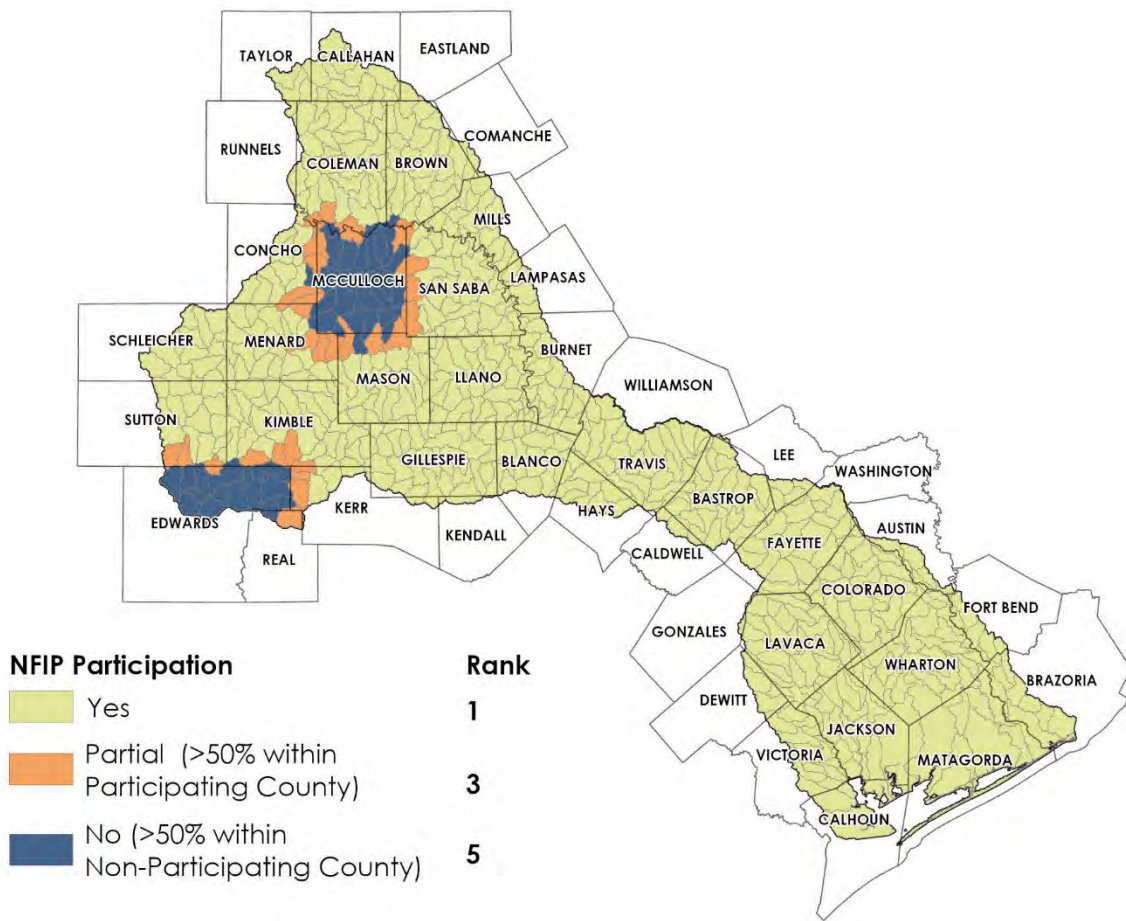 TAYLOR
CALLAHAN
EASTLAND
RUNNELS
COLEMAN
BROWN
COMANCHE
CONCHO
MCCULLOCH
SAN SABA
MILLS
LAMPASAS
SCHLEICHER
MENARD
MASON
LLANO
BURNET
WILLIAMSON
SUTTON
KIMBLE
GILLESPIE
BLANCO
TRAVIS
LEE
WASHINGTON
EDWARDS
REAL
KERR
KENDALL
HAYS
BASTROP
CALDWELL
FAYETTE
AUSTIN
GONZALES
LAVACA
COLORADO
FORT BEND
DEWITT
WHARTON
BRAZORIA
VICTORIA
JACKSON
MATAGORDA
CALHOUN
NFIP Participation Rank
Yes 1
Partial (>50% within
Participating County) 3
No (>50% within
Non-Participating County) 5